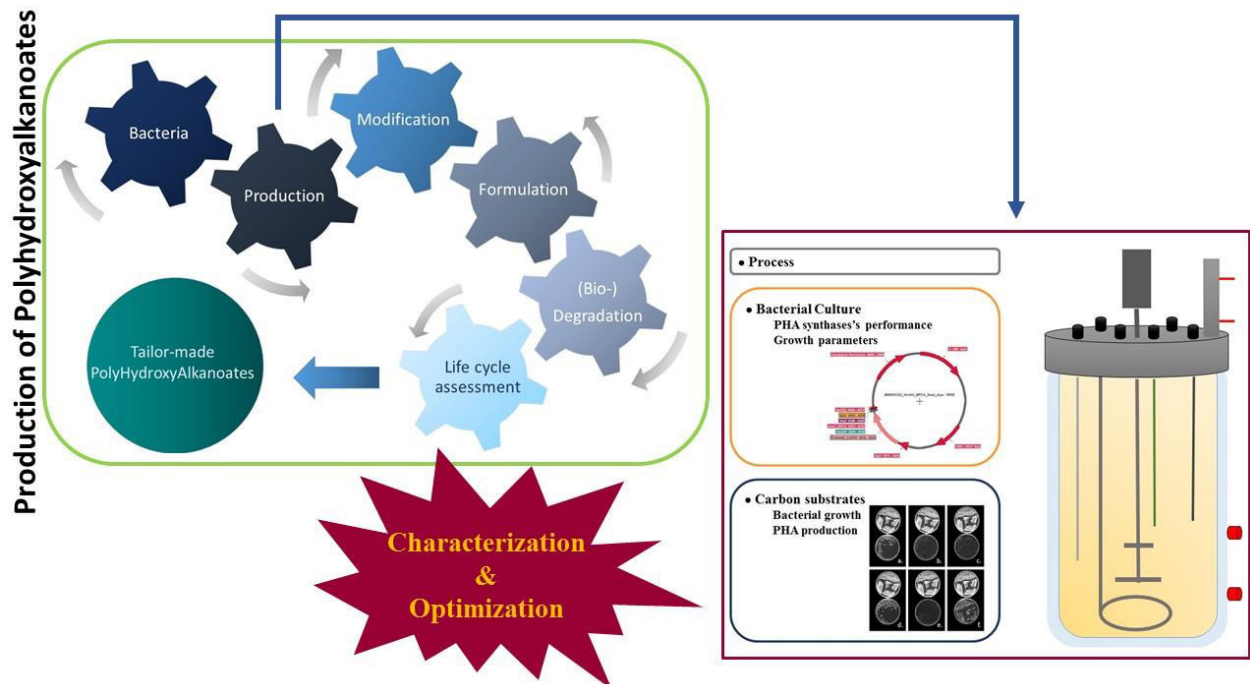 Production of Polyhydroxyalkanoates
Bacteria
Production
Modification
Formulation
(Bio-)
Degradation
Life cycle
assessment
Tailor-made
PolyHydroxyAlkanoates
Characterization
&
Optimization
• Process
• Bacterial Culture
PHA synthases's performance
Growth parameters
• Carbon substrates
Bacterial growth
PHA production
a.
b.
c.
d.
e.
f.